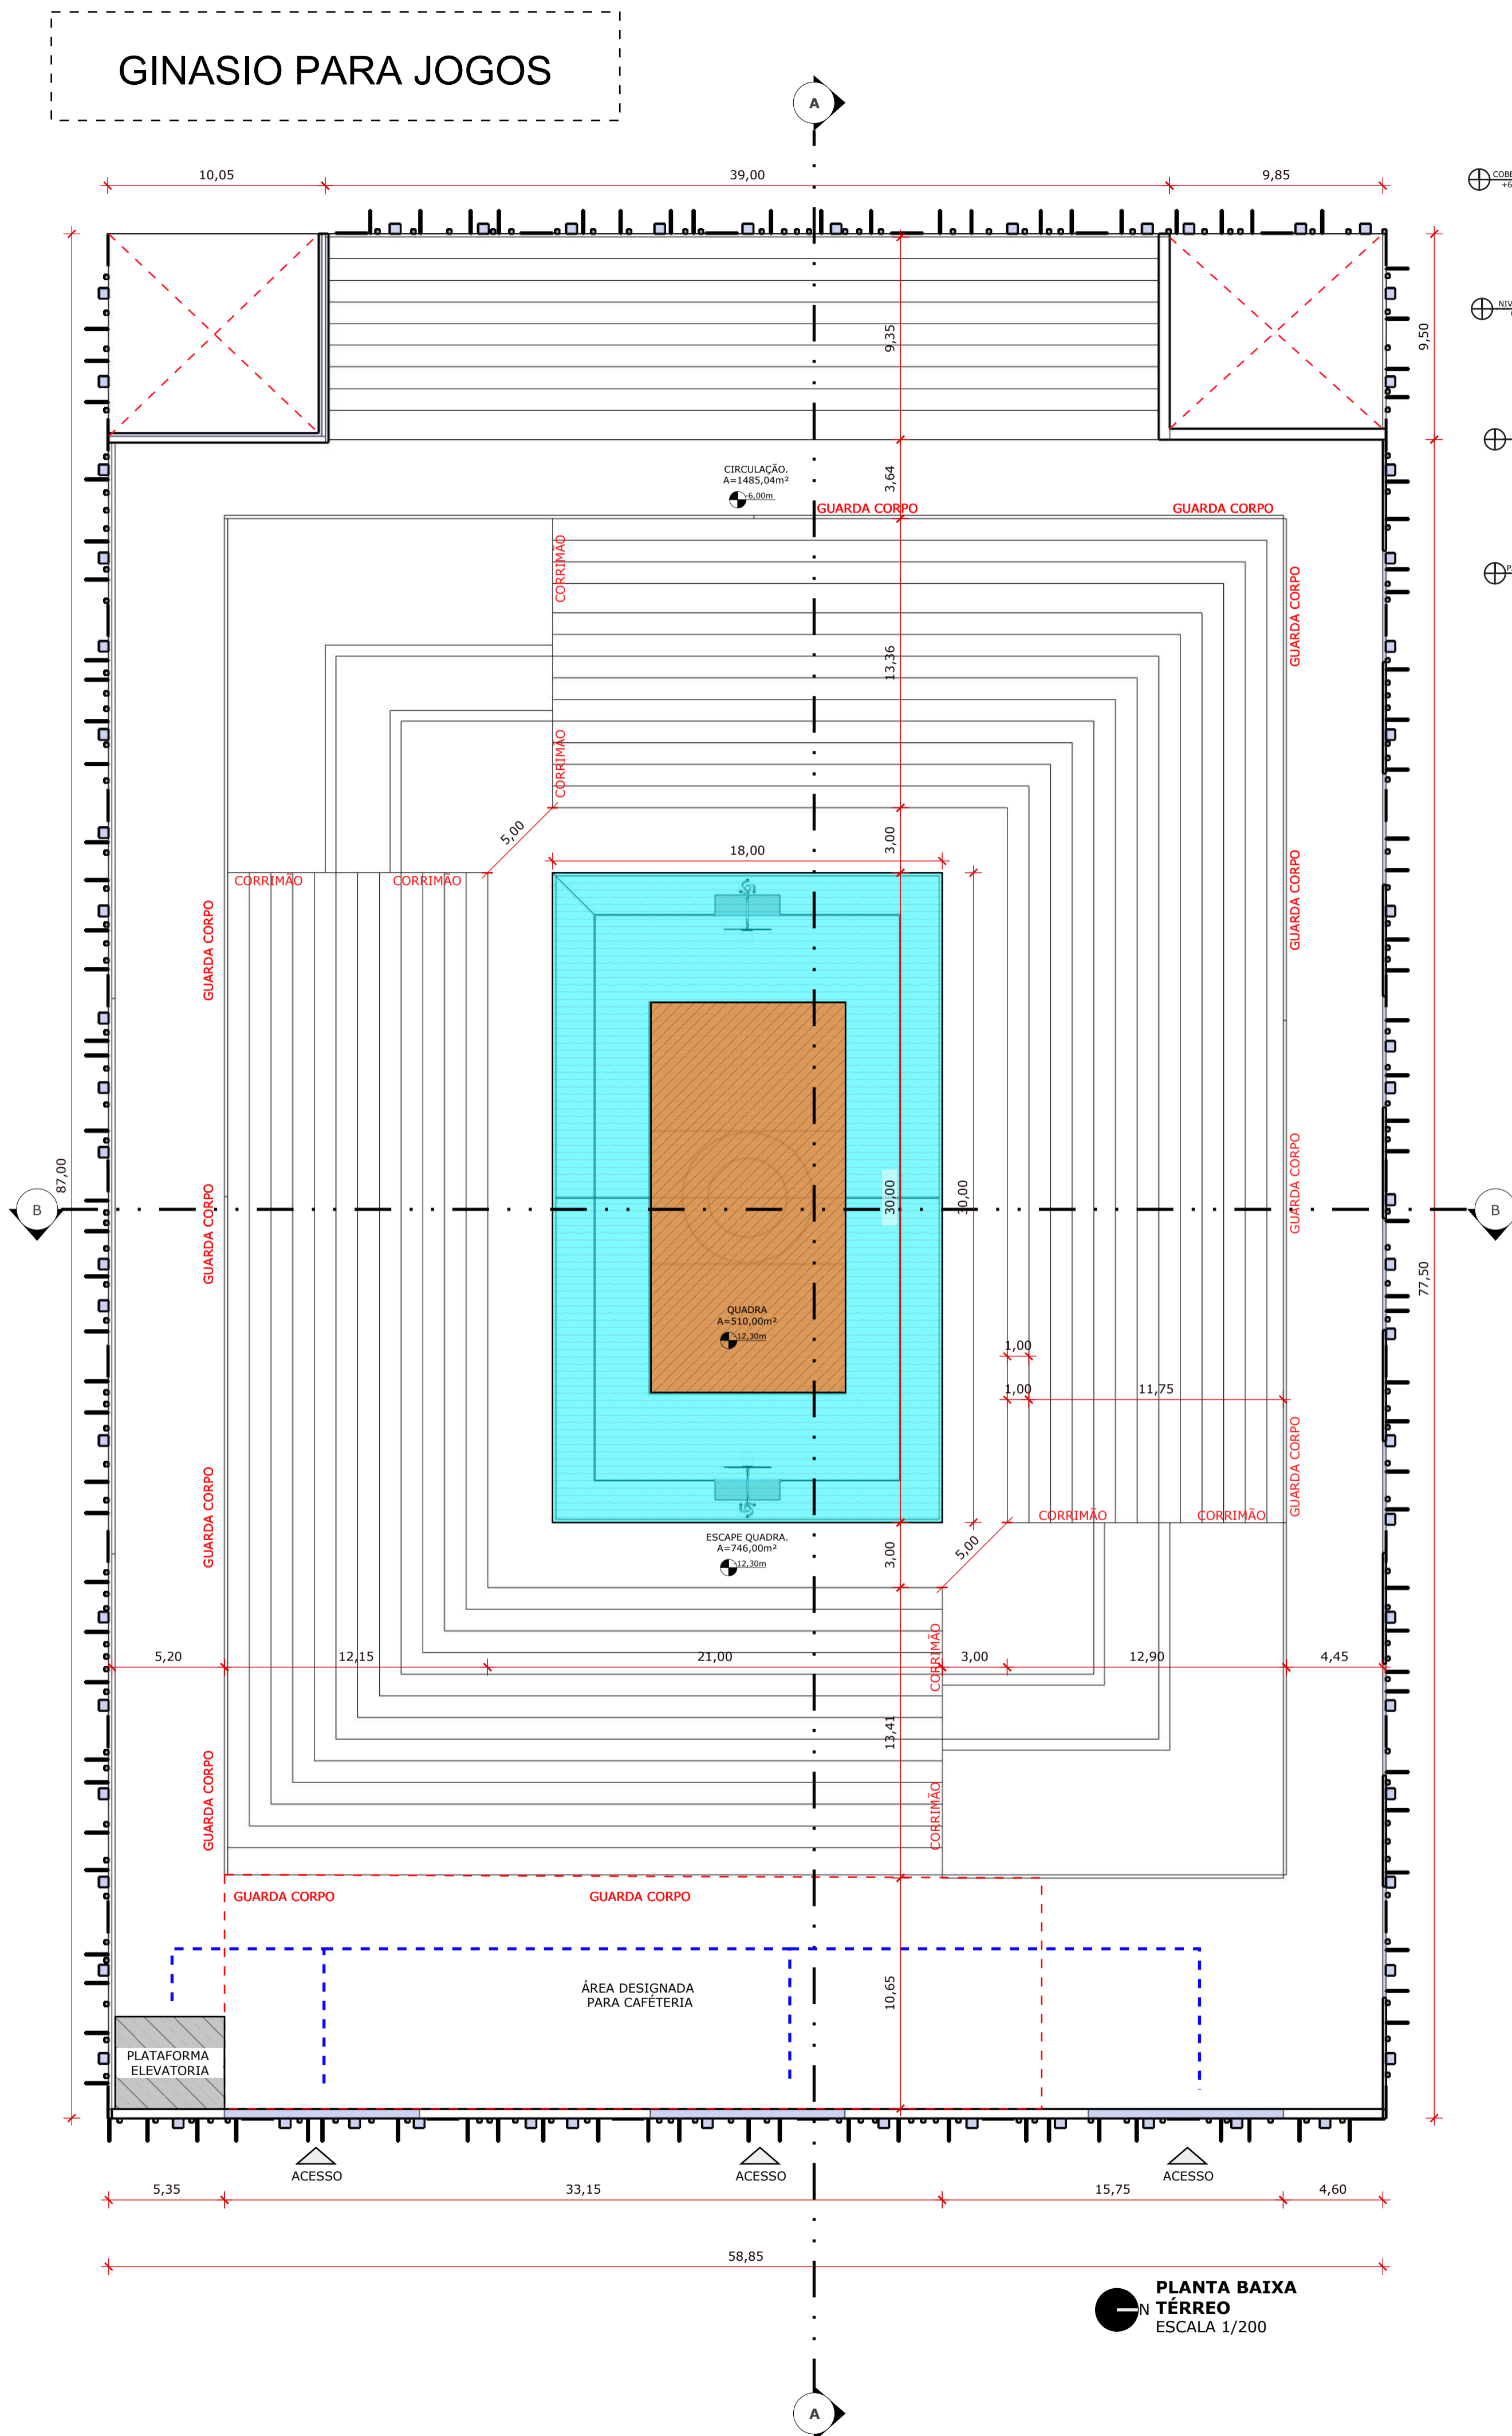 GINASIO PARA JOGOS
A
10,05
39,00
9,85
9,35
9,50
CIRCULAÇÃO.
A=1485,04m²
-6,00m
3,64
GUARDA CORPO
GUARDA CORPO
CORRIMÃO
GUARDA CORPO
13,36
CORRIMÃO
5,00
3,00
18,00
CORRIMÃO
CORRIMÃO
GUARDA CORPO
GUARDA CORPO
87,00
30,00
30,00
GUARDA CORPO
GUARDA CORPO
77,50
B
B
QUADRA
A=510,00m²
-12,30m
1,00
1,00
11,75
GUARDA CORPO
GUARDA CORPO
CORRIMÃO
CORRIMÃO
ESCAPE QUADRA.
A=746,00m²
-12,30m
3,00
5,00
5,20
12,15
21,00
3,00
12,90
4,45
CORRIMÃO
13,41
GUARDA CORPO
CORRIMÃO
GUARDA CORPO
GUARDA CORPO
ÁREA DESIGNADA
PARA CAFÉTERIA
10,65
PLATAFORMA
ELEVATORIA
ACESSO
ACESSO
ACESSO
5,35
33,15
15,75
4,60
58,85
PLANTA BAIXA
N TÉRREO
ESCALA 1/200
A